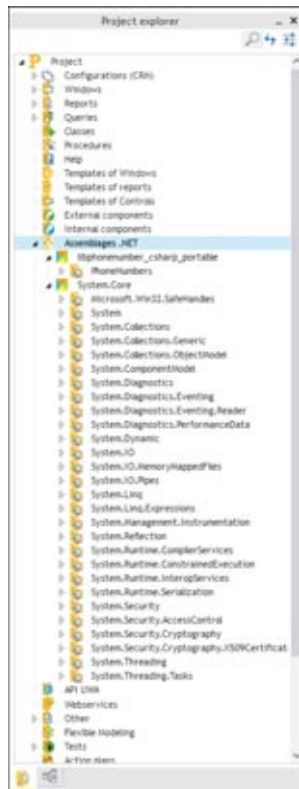 Project explorer
Project
Configurations (CRM)
Windows
Reports
Queries
Classes
Procedures
Help
Templates of Windows
Templates of reports
Templates of Controls
External components
Internal components
Assemblages .NET
libphonenumber_csharp_portable
PhoneNumbers
System.Core
Microsoft.Win32.SafeHandles
System
System.Collections
System.Collections.Generic
System.Collections.ObjectModel
System.ComponentModel
System.Diagnostics
System.Diagnostics.Eventing
System.Diagnostics.Eventing.Reader
System.Diagnostics.PerformanceData
System.Dynamic
System.IO
System.IO.MemoryMappedFiles
System.IO.Pipes
System.Linq
System.Linq.Expressions
System.Management.Instrumentation
System.Reflection
System.Runtime.CompilerServices
System.Runtime.ConstrainedExecution
System.Runtime.InteropServices
System.Runtime.Serialization
System.Security
System.Security.AccessControl
System.Security.Cryptography
System.Security.Cryptography.X509Certificat
System.Threading
System.Threading.Tasks
API UWA
Webservices
Other
Flexible Modeling
Tests
Action plans